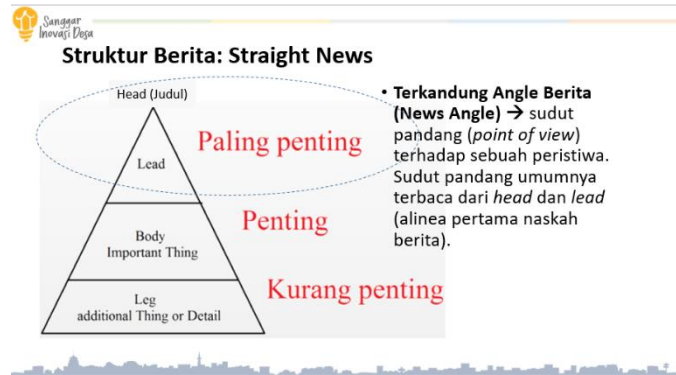 Sanggar
Inovasi Desa
Struktur Berita: Straight News
Head (Judul)
Lead
Paling penting
Body
Important Thing
Penting
Leg
additional Thing or Detail
Kurang penting
• Terkandung Angle Berita
(News Angle) → sudut
pandang (point of view)
terhadap sebuah peristiwa.
Sudut pandang umumnya
terbaca dari head dan lead
(alinea pertama naskah
berita).